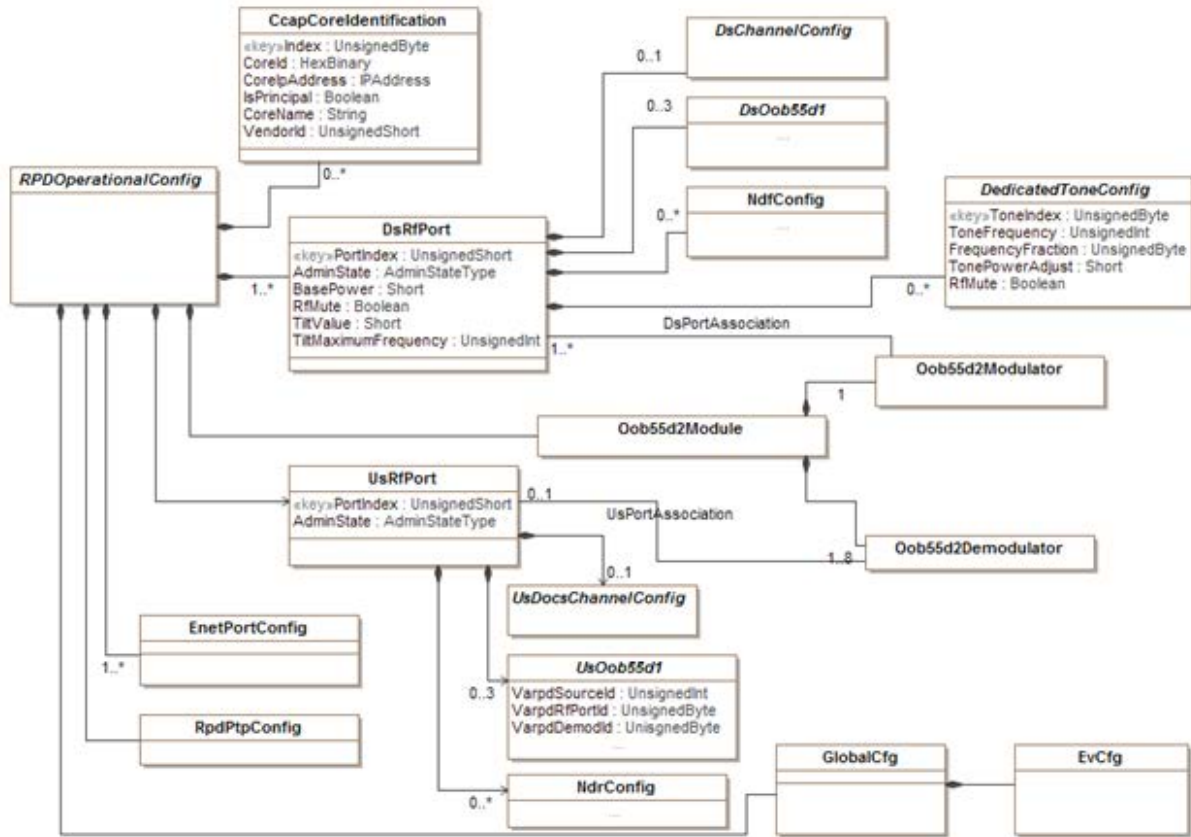 CcapCoreIdentification
«key»Index : UnsignedByte
CoreId : HexBinary
CoreIpAddress : IPAddress
IsPrincipal : Boolean
CoreName : String
VendorId : UnsignedShort
0..*
RPDOperationalConfig
1..*
DsRfPort
«key»PortIndex : UnsignedShort
AdminState : AdminStateType
BasePower : Short
RfMute : Boolean
TiltValue : Short
TiltMaximumFrequency : UnsignedInt
0..1
DsChannelConfig
0..3
DsOob55d1
....
0..*
NdfConfig
....
DedicatedToneConfig
«key»ToneIndex : UnsignedByte
ToneFrequency : UnsignedInt
FrequencyFraction : UnsignedByte
TonePowerAdjust : Short
RfMute : Boolean
0..*
DsPortAssociation
1..*
Oob55d2Modulator
1
Oob55d2Module
UsRfPort
«key»PortIndex : UnsignedShort
AdminState : AdminStateType
0..1
UsPortAssociation
1..8
Oob55d2Demodulator
0..1
UsDocsChannelConfig
EnetPortConfig
1..*
UsOob55d1
VarpdSourceId : UnsignedInt
VarpdRfPortId : UnsignedByte
VarpdDemodId : UnisgnedByte
....
0..3
RpdPtpConfig
NdrConfig
....
0..*
GlobalCfg
EvCfg